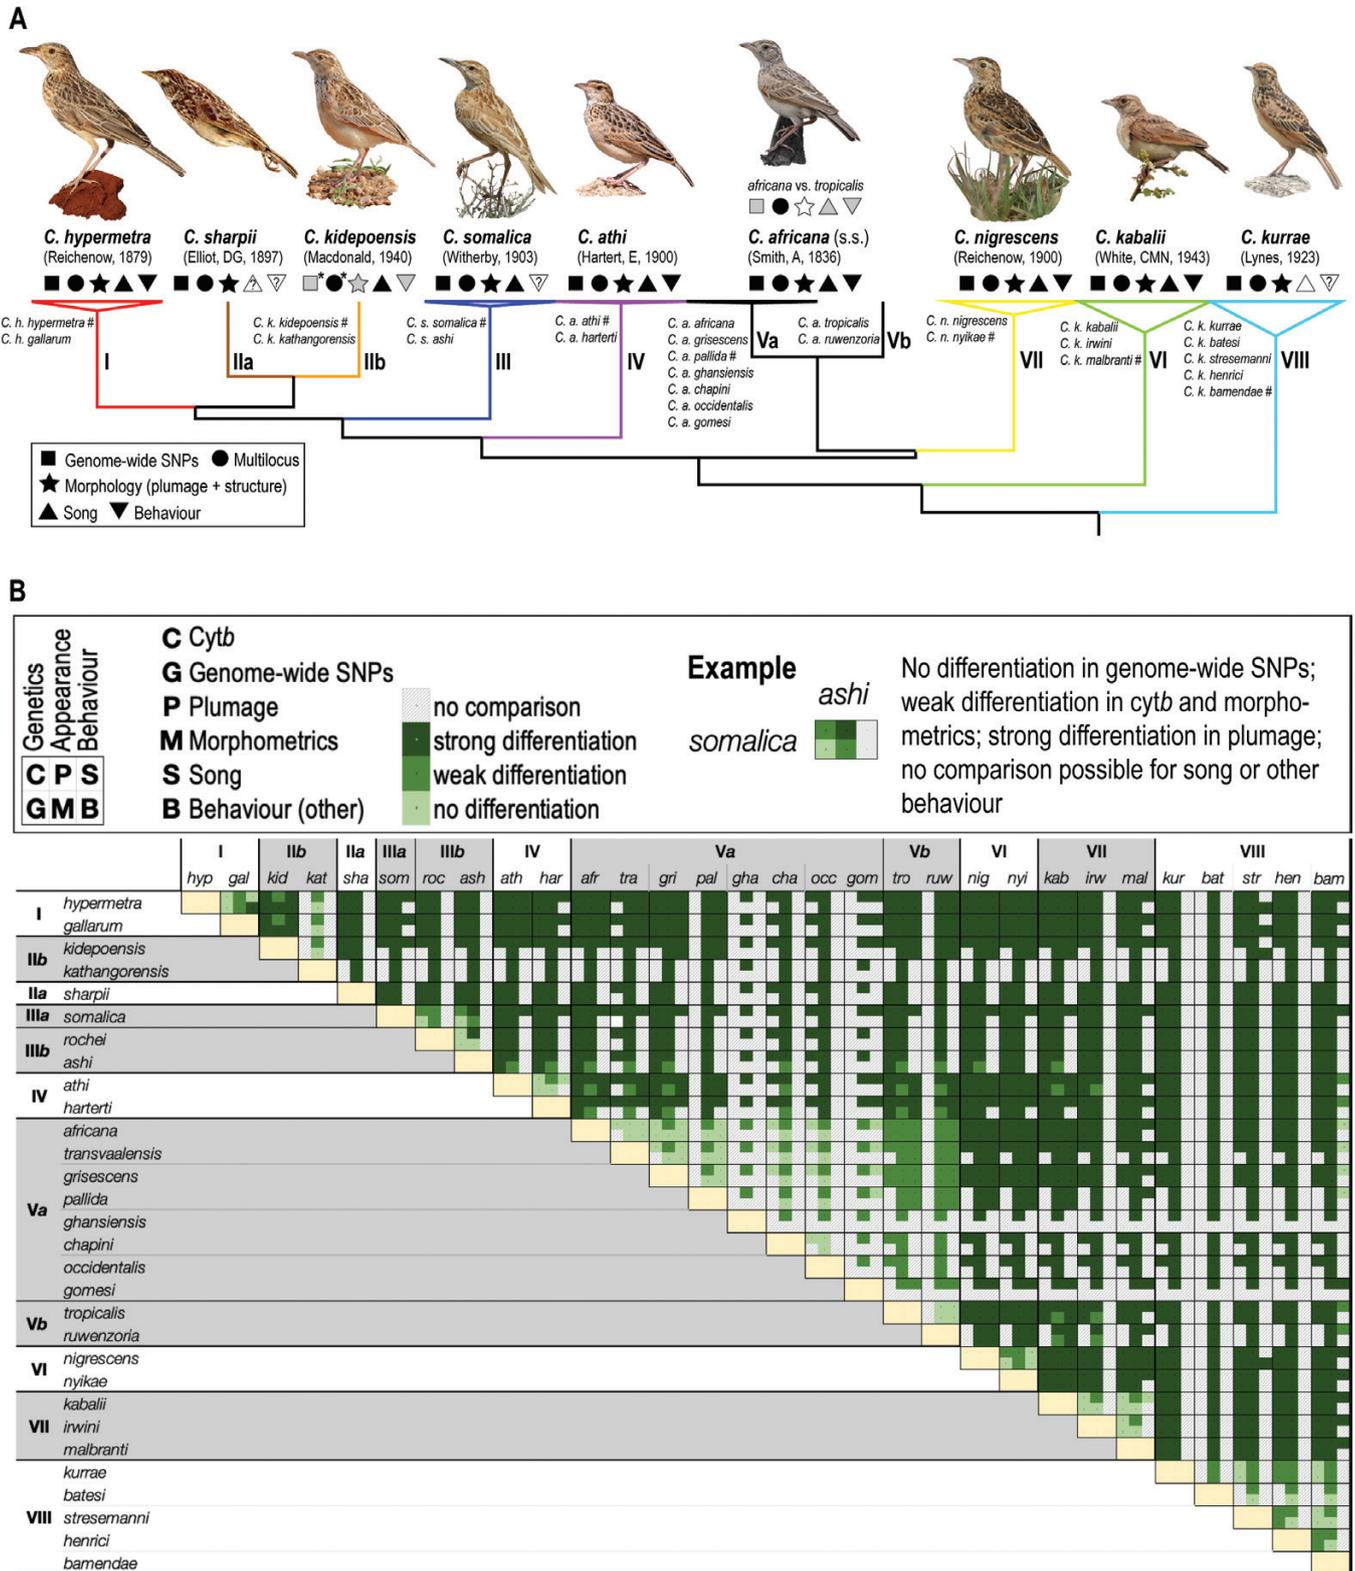 A
africana vs. tropicalis
C. hypermetra C. sharpii C. kidepoensis C. somalica C. athi C. africana (s.s.) C. nigrescens C. kabalii C. kurrae
(Reichenow, 1879) (Elliot, DG, 1897) (Macdonald, 1940) (Witherby, 1903) (Hartert, E, 1900) (Smith, A, 1836) (Reichenow, 1900) (White, CMN, 1943) (Lynes, 1923)
? ? * * ? ?
C. h. hypermetra #
C. h. gallarum
I
IIa
C. k. kidepoensis #
C. k. kathangorensis
IIb
C. s. somalica #
C. s. ashi
III
C. a. athi #
C. a. harterti
IV
C. a. africana
C. a. grisescens
C. a. pallida #
C. a. ghansiensis
C. a. chapini
C. a. occidentalis
C. a. gomesi
Va
C. a. tropicalis
C. a. ruwenzoria
Vb
C. n. nigrescens
C. n. nyikae #
VII
C. k. kabalii
C. k. irwini
C. k. malbranti #
VI
C. k. kurrae
C. k. batesi
C. k. stresemanni
C. k. henrici
C. k. bamendae #
VIII
Genome-wide SNPs Multilocus
Morphology (plumage + structure)
Song Behaviour
B
Genetics
Appearance
Behaviour
C P S
G M B
C Cytb
G Genome-wide SNPs
P Plumage
M Morphometrics
S Song
B Behaviour (other)
no comparison
strong differentiation
weak differentiation
no differentiation
Example
ashi
somalica
No differentiation in genome-wide SNPs;
weak differentiation in cytb and morpho-
metrics; strong differentiation in plumage;
no comparison possible for song or other
behaviour
I IIb IIa IIIa IIIb IV Va Vb VI VII VIII
hyp gal kid kat sha som roc ash ath har afr tra gri pal gha cha occ gom tro ruw nig nyi kab irw mal kur bat str hen bam
I
hypermetra
gallarum
IIb
kidepoensis
kathangorensis
IIa sharpii
IIIa somalica
IIIb
rochei
ashi
IV
athi
harterti
Va
africana
transvaalensis
grisescens
pallida
ghansiensis
chapini
occidentalis
gomesi
Vb
tropicalis
ruwenzoria
VI
nigrescens
nyikae
VII
kabalii
irwini
malbranti
VIII
kurrae
batesi
stresemanni
henrici
bamendae